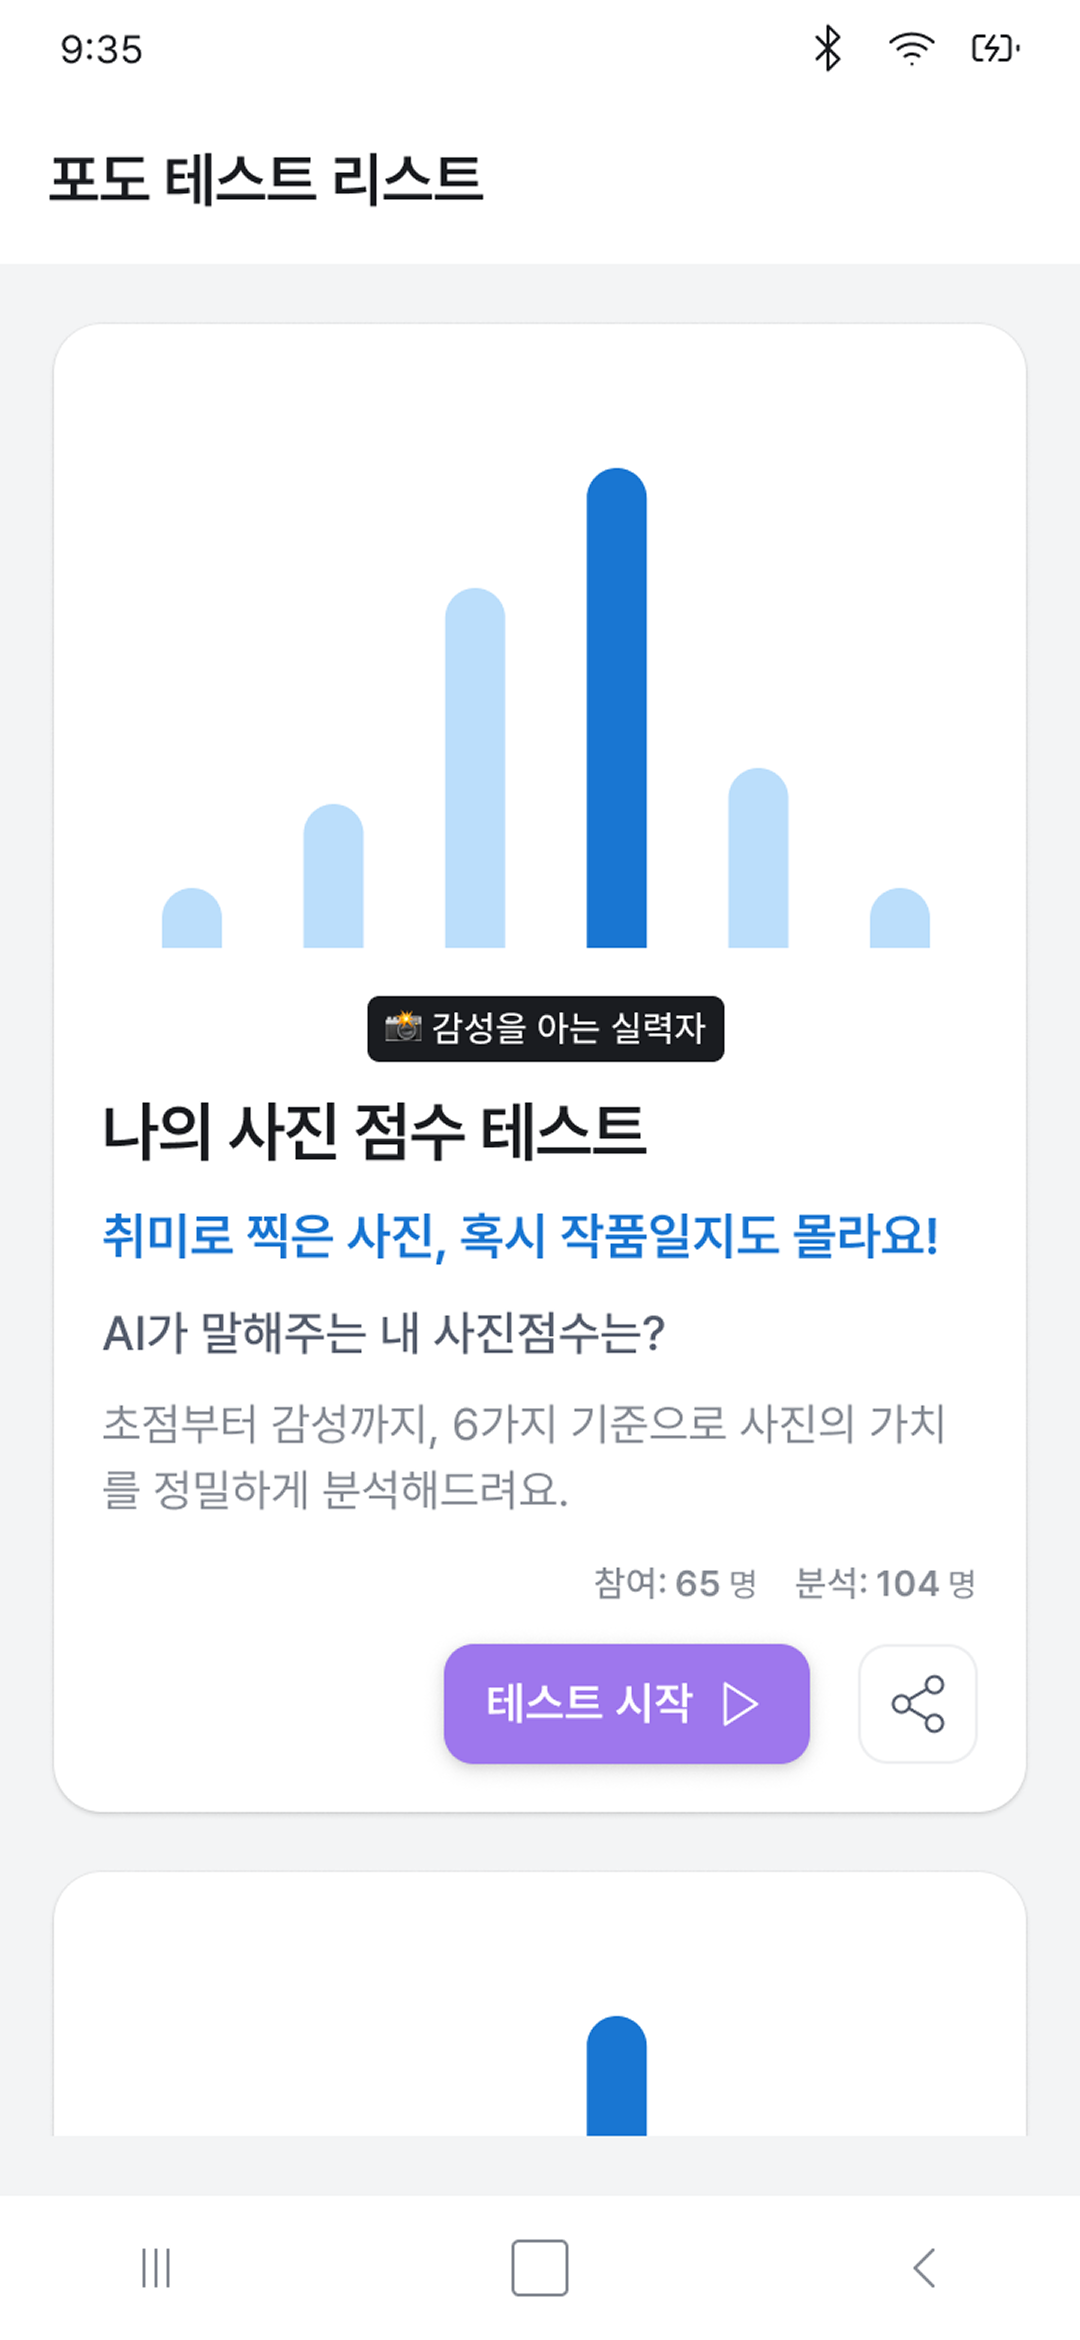 9:35
포도 테스트 리스트
📸 감성을 아는 실력자
나의 사진 점수 테스트
취미로 찍은 사진, 혹시 작품일지도 몰라요!
AI가 말해주는 내 사진점수는?
초점부터 감성까지, 6가지 기준으로 사진의 가치
를 정밀하게 분석해드려요.
참여: 65 명 분석: 104 명
테스트 시작